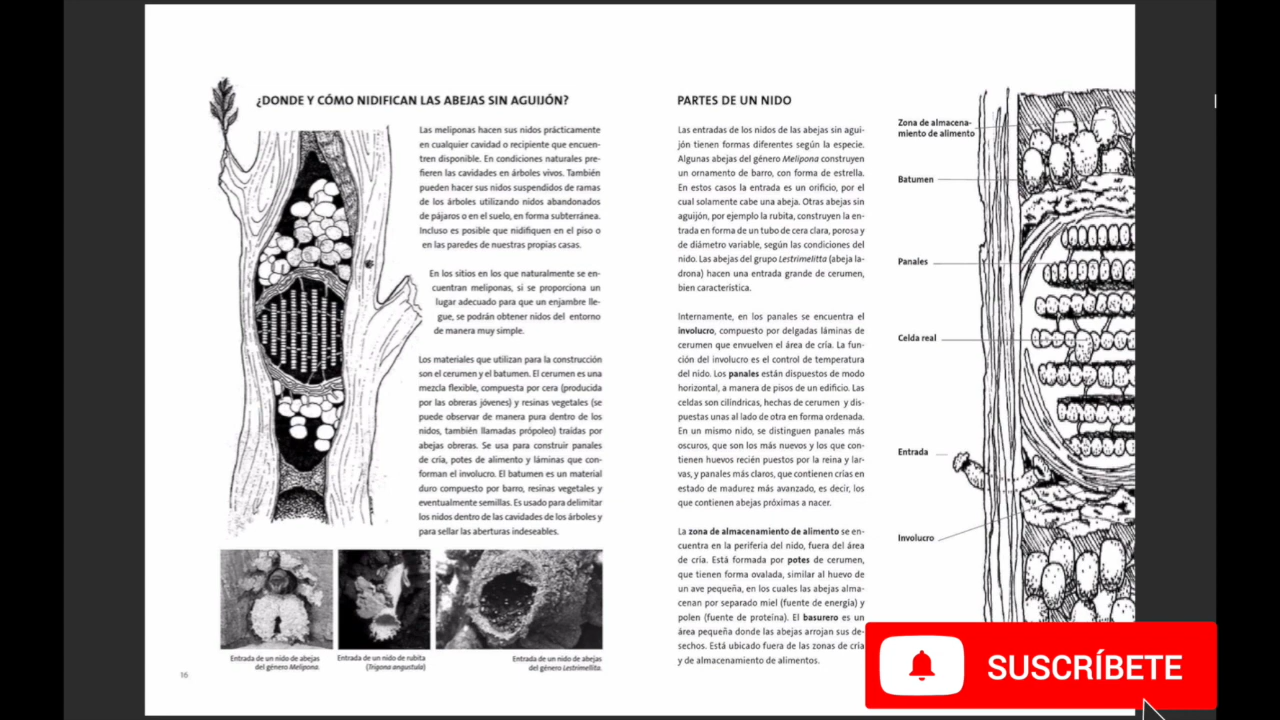 ¿DONDE Y CÓMO NIDIFICAN LAS ABEJAS SIN AGUIJÓN?
Las meliponas hacen sus nidos prácticamente
en cualquier cavidad o recipiente que encuen-
tren disponible. En condiciones naturales pre-
fieren las cavidades en árboles vivos. También
pueden hacer sus nidos suspendidos de ramas
de los árboles utilizando nidos abandonados
de pájaros o en el suelo, en forma subterránea.
Incluso es posible que nidifiquen en el piso o
en las paredes de nuestras propias casas.
En los sitios en los que naturalmente se en-
cuentran meliponas, si se proporciona un
lugar adecuado para que un enjambre lle-
gue, se podrán obtener nidos del entorno
de manera muy simple.
Los materiales que utilizan para la construcción
son el cerumen y el batumen. El cerumen es una
mezcla flexible, compuesta por cera (producida
por las obreras jóvenes) y resinas vegetales (se
puede observar de manera pura dentro de los
nidos, también llamadas própoleo) traídas por
abejas obreras. Se usa para construir panales
de cría, potes de alimento y láminas que con-
forman el involucro. El batumen es un material
duro compuesto por barro, resinas vegetales y
eventualmente semillas. Es usado para delimitar
los nidos dentro de las cavidades de los árboles y
para sellar las aberturas indeseables.
Entrada de un nido de abejas
del género Melipona.
Entrada de un nido de rubita
(Trigona angustula)
Entrada de un nido de abejas
del género Lestrimellita.
16
PARTES DE UN NIDO
Las entradas de los nidos de las abejas sin agui-
jón tienen formas diferentes según la especie.
Algunas abejas del género Melipona construyen
un ornamento de barro, con forma de estrella.
En estos casos la entrada es un orificio, por el
cual solamente cabe una abeja. Otras abejas sin
aguijón, por ejemplo la rubita, construyen la en-
trada en forma de un tubo de cera clara, porosa y
de diámetro variable, según las condiciones del
nido. Las abejas del grupo Lestrimelitta (abeja la-
drona) hacen una entrada grande de cerumen,
bien característica.
Internamente, en los panales se encuentra el
involucro, compuesto por delgadas láminas de
cerumen que envuelven el área de cría. La fun-
ción del involucro es el control de temperatura
del nido. Los panales están dispuestos de modo
horizontal, a manera de pisos de un edificio. Las
celdas son cilíndricas, hechas de cerumen y dis-
puestas unas al lado de otra en forma ordenada.
En un mismo nido, se distinguen panales más
oscuros, que son los más nuevos y los que con-
tienen huevos recién puestos por la reina y lar-
vas, y panales más claros, que contienen crías en
estado de madurez más avanzado, es decir, los
que contienen abejas próximas a nacer.
La zona de almacenamiento de alimento se en-
cuentra en la periferia del nido, fuera del área
de cría. Está formada por potes de cerumen,
que tienen forma ovalada, similar al huevo de
un ave pequeña, en los cuales las abejas alma-
cenan por separado miel (fuente de energía) y
polen (fuente de proteína). El basurero es un
área pequeña donde las abejas arrojan sus de-
sechos. Está ubicado fuera de las zonas de cría
y de almacenamiento de alimentos.
Zona de almacena-
miento de alimento
Batumen
Panales
Celda real
Entrada
Involucro
SUSCRÍBETE